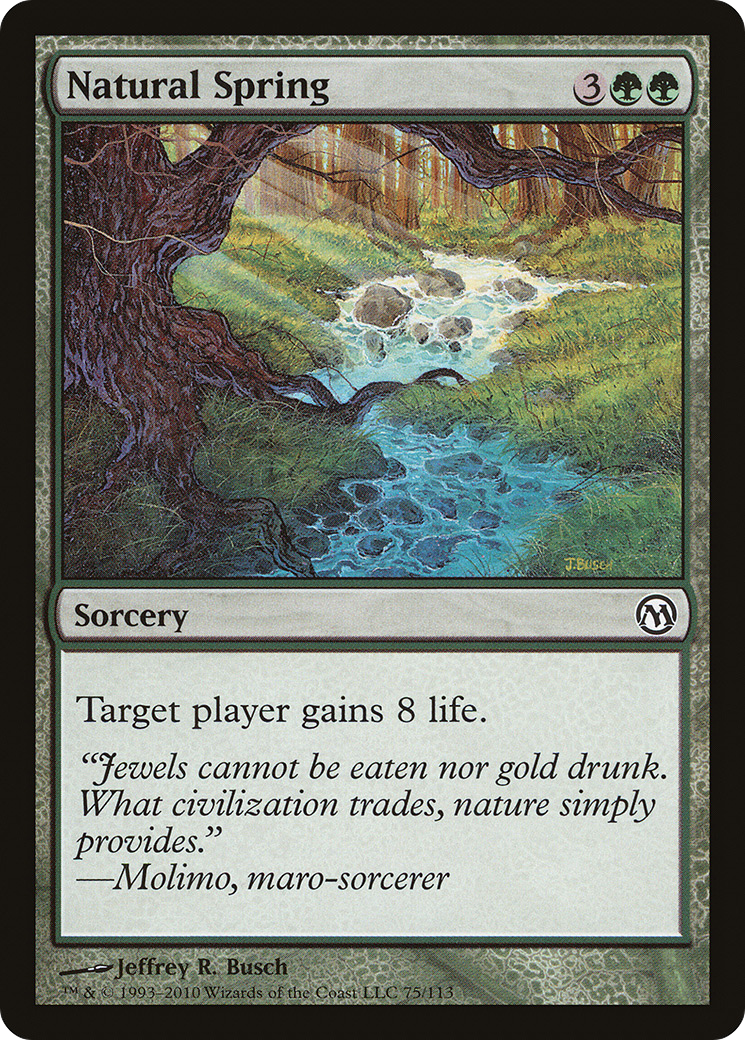 Natural Spring 3
J. BUSCH
Sorcery
Target player gains 8 life.
“Jewels cannot be eaten nor gold drunk.
What civilization trades, nature simply
provides.”
—Molimo, maro-sorcerer
Jeffrey R. Busch
™ & © 1993–2010 Wizards of the Coast LLC 75/113